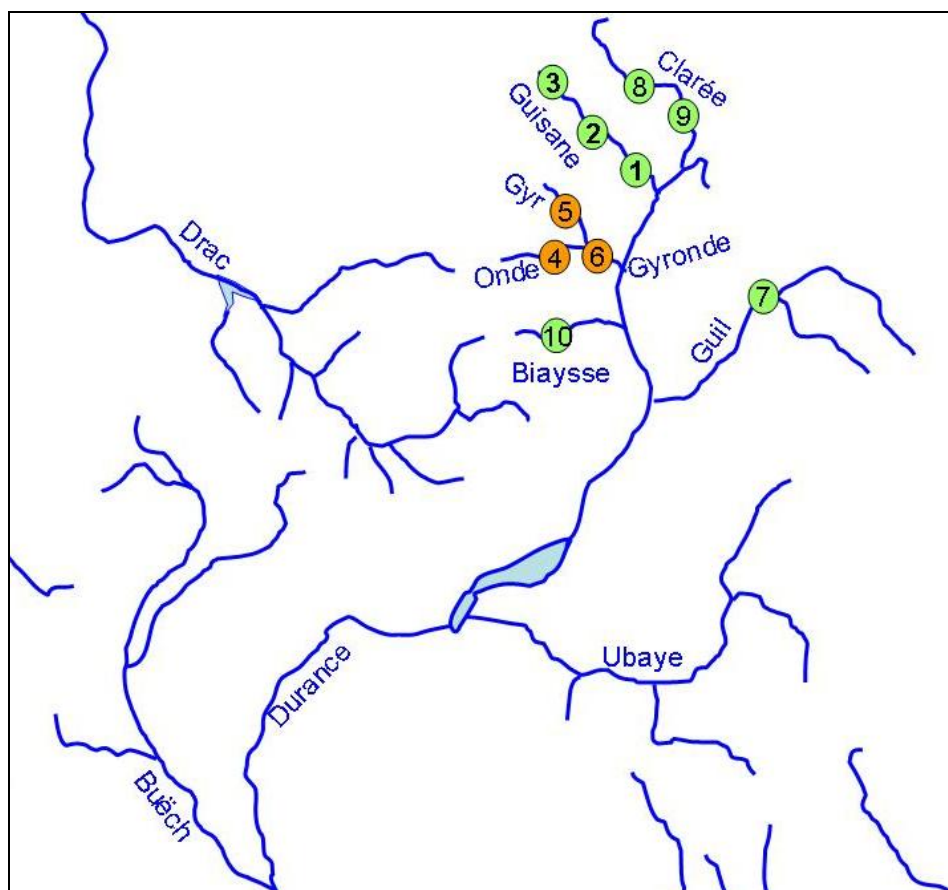 Clarée
8
9
3
Guisane
2
1
Gyr
5
Drac
Onde
4
6
Gyronde
7
Guil
10
Biaysse
Ubaye
Durance
Buëch